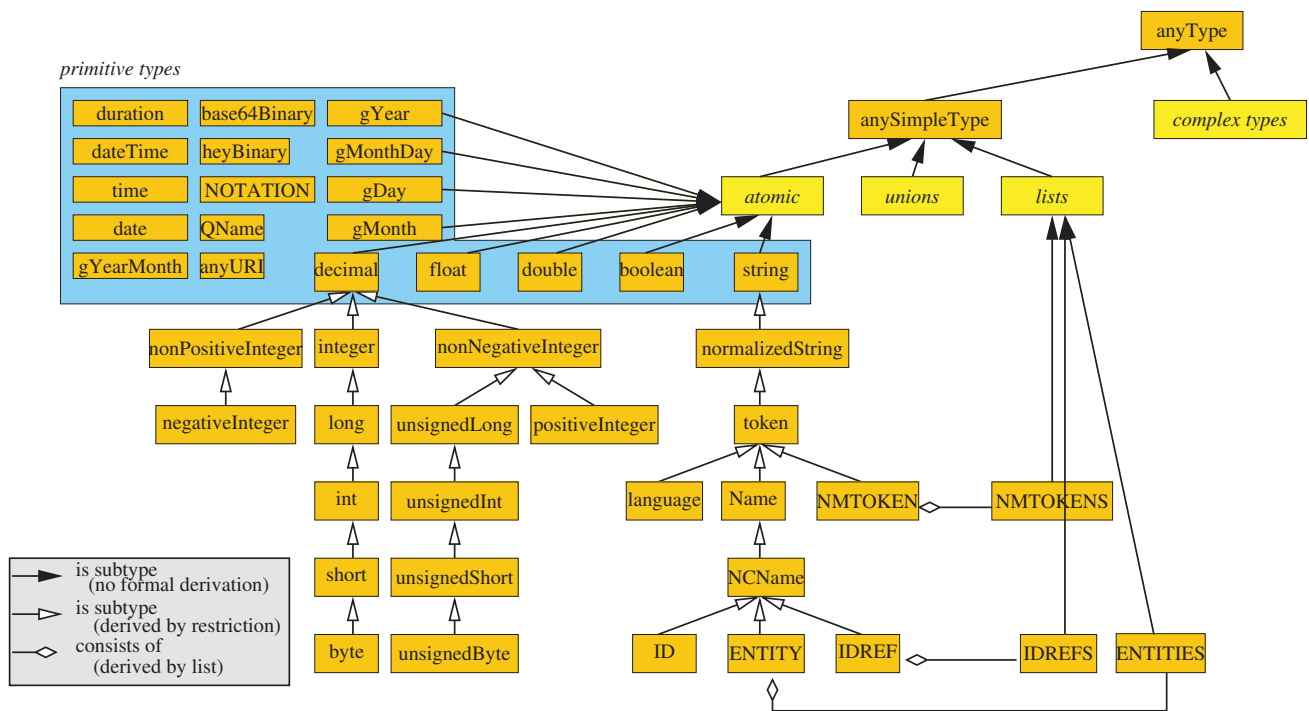 anyType
primitive types
duration base64Binary gYear
anySimpleType
complex types
dateTime heyBinary gMonthDay
time NOTATION gDay
atomic
unions
lists
date QName gMonth
gYearMonth anyURI decimal float double boolean string
nonPositiveInteger integer nonNegativeInteger normalizedString
negativeInteger long unsignedLong positiveInteger token
int unsignedInt language Name NMTOKEN NMTOKENS
is subtype
(no formal derivation)
is subtype
(derived by restriction)
consists of
(derived by list)
short unsignedShort NCName
byte unsignedByte ID ENTITY IDREF IDREFS ENTITIES